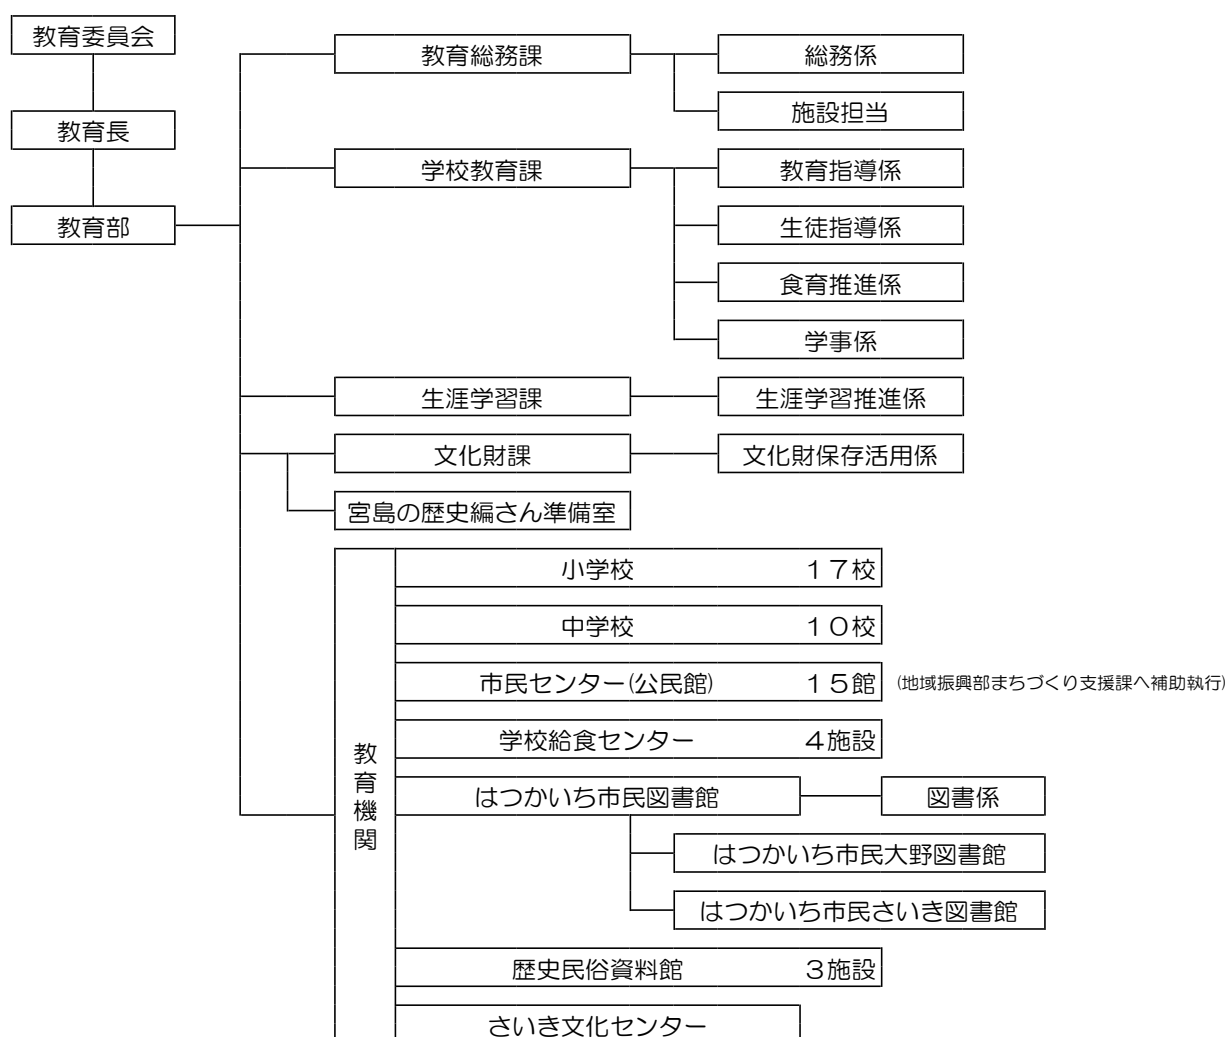 教育委員会
教育長
教育部
教育総務課
総務係
施設担当
学校教育課
教育指導係
生徒指導係
食育推進係
学事係
生涯学習課
生涯学習推進係
文化財課
文化財保存活用係
宮島の歴史編さん準備室
教育機関
小学校 １７校
中学校 １０校
市民センター(公民館) １５館 (地域振興部まちづくり支援課へ補助執行)
学校給食センター ４施設
はつかいち市民図書館
図書係
はつかいち市民大野図書館
はつかいち市民さいき図書館
歴史民俗資料館 ３施設
さいき文化センター